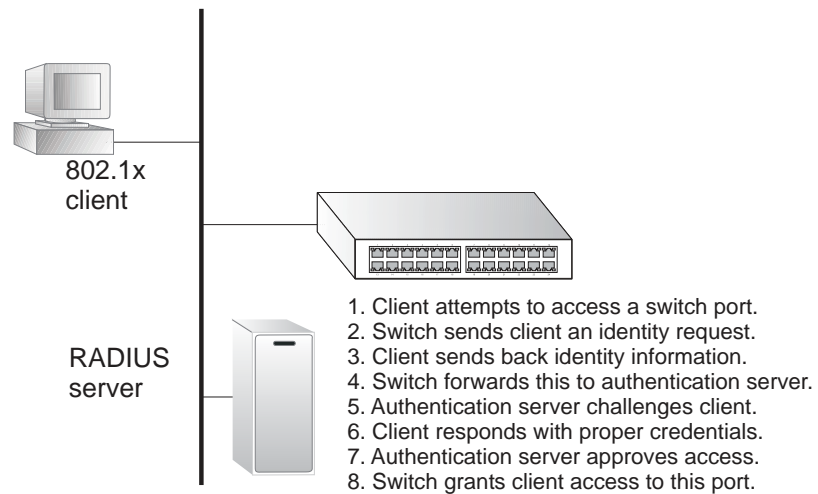 802.1x
client
RADIUS
server
1. Client attempts to access a switch port.
2. Switch sends client an identity request.
3. Client sends back identity information.
4. Switch forwards this to authentication server.
5. Authentication server challenges client.
6. Client responds with proper credentials.
7. Authentication server approves access.
8. Switch grants client access to this port.